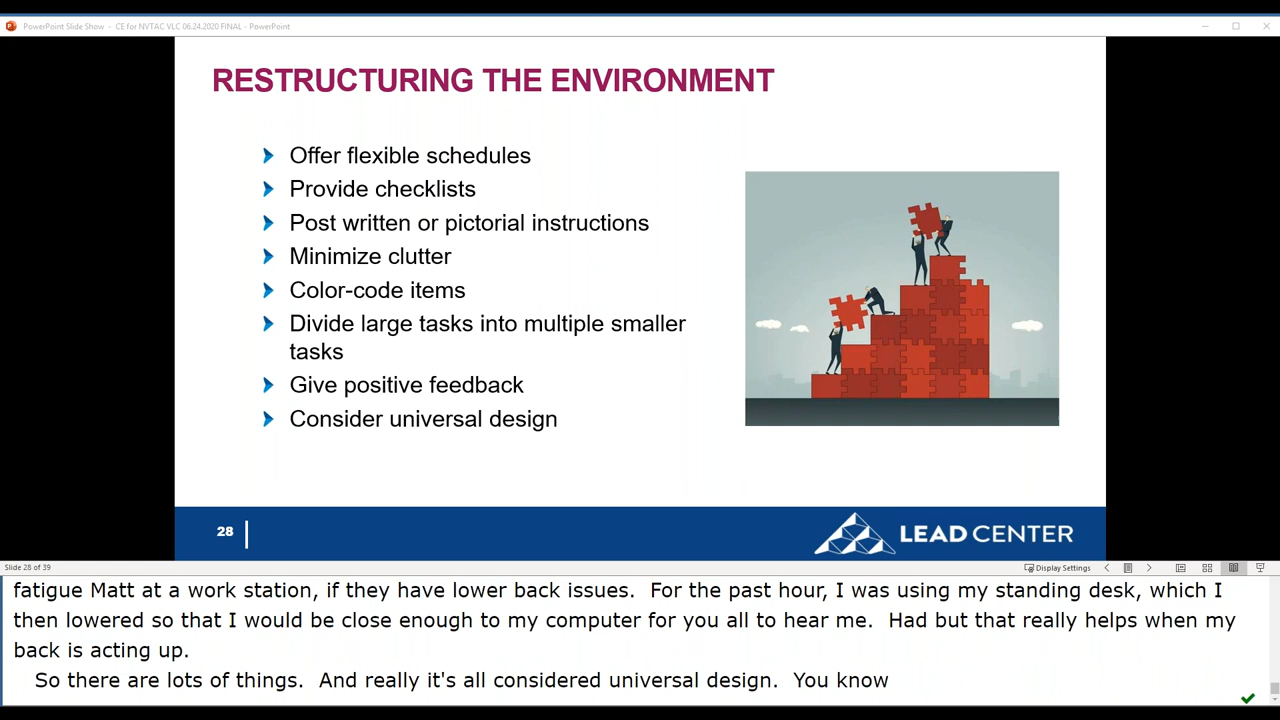 PowerPoint Slide Show - CE for NVTAC VLC 06.24.2020 FINAL - PowerPoint
RESTRUCTURING THE ENVIRONMENT
Offer flexible schedules
Provide checklists
Post written or pictorial instructions
Minimize clutter
Color-code items
Divide large tasks into multiple smaller
tasks
Give positive feedback
Consider universal design
28
LEAD CENTER
Slide 28 of 39
Display Settings
fatigue Matt at a work station, if they have lower back issues.  For the past hour, I was using my standing desk, which I
then lowered so that I would be close enough to my computer for you all to hear me.  Had but that really helps when my
back is acting up.
So there are lots of things.  And really it's all considered universal design.  You know